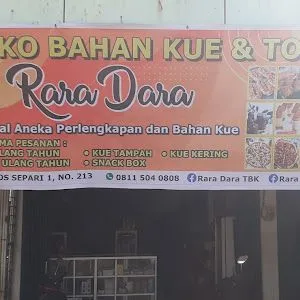 KO BAHAN KUE & TO
Rara Dara
al Aneka Perlengkapan dan Bahan Kue
MA PESANAN :
LANG TAHUN • KUE TAMPAH • KUE KERING
ULANG TAHUN • SNACK BOX
OS SEPARI 1, NO. 213 0811 504 0808 Rara Dara TBK Rara